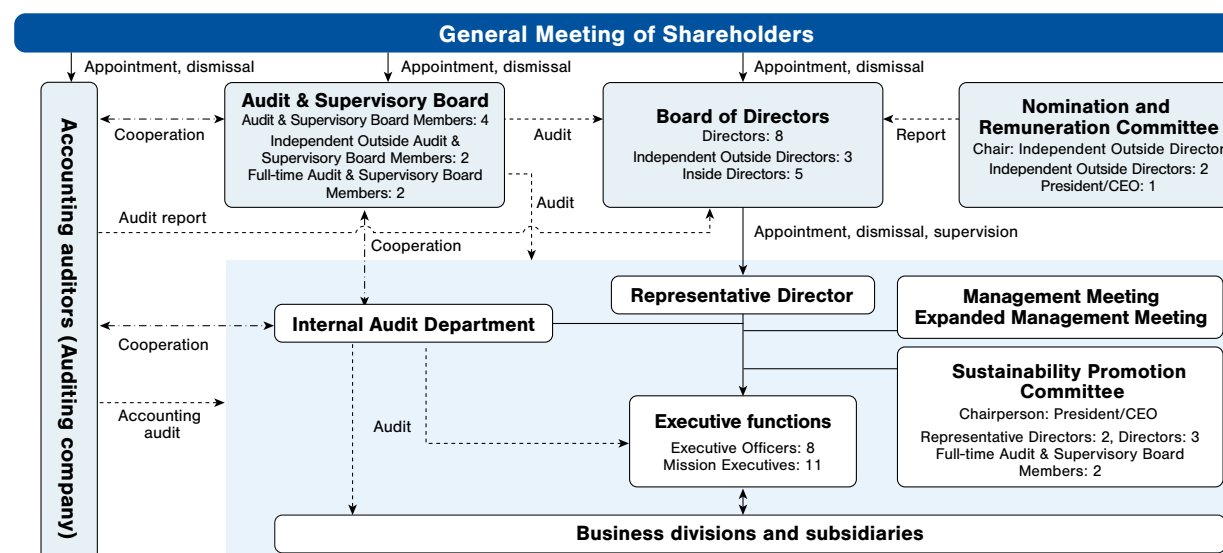 General Meeting of Shareholders
Appointment, dismissal
Appointment, dismissal
Appointment, dismissal
Accounting auditors (Auditing company)
Cooperation
Audit & Supervisory Board
Audit & Supervisory Board Members: 4
Independent Outside Audit &
Supervisory Board Members: 2
Full-time Audit & Supervisory Board
Members: 2
Audit
Board of Directors
Directors: 8
Independent Outside Directors: 3
Inside Directors: 5
Report
Nomination and
Remuneration Committee
Chair: Independent Outside Director
Independent Outside Directors: 2
President/CEO: 1
Audit
Audit report
Cooperation
Appointment, dismissal, supervision
Representative Director
Management Meeting
Expanded Management Meeting
Internal Audit Department
Cooperation
Sustainability Promotion
Committee
Chairperson: President/CEO
Representative Directors: 2, Directors: 3
Full-time Audit & Supervisory Board
Members: 2
Accounting
audit
Audit
Executive functions
Executive Officers: 8
Mission Executives: 11
Business divisions and subsidiaries